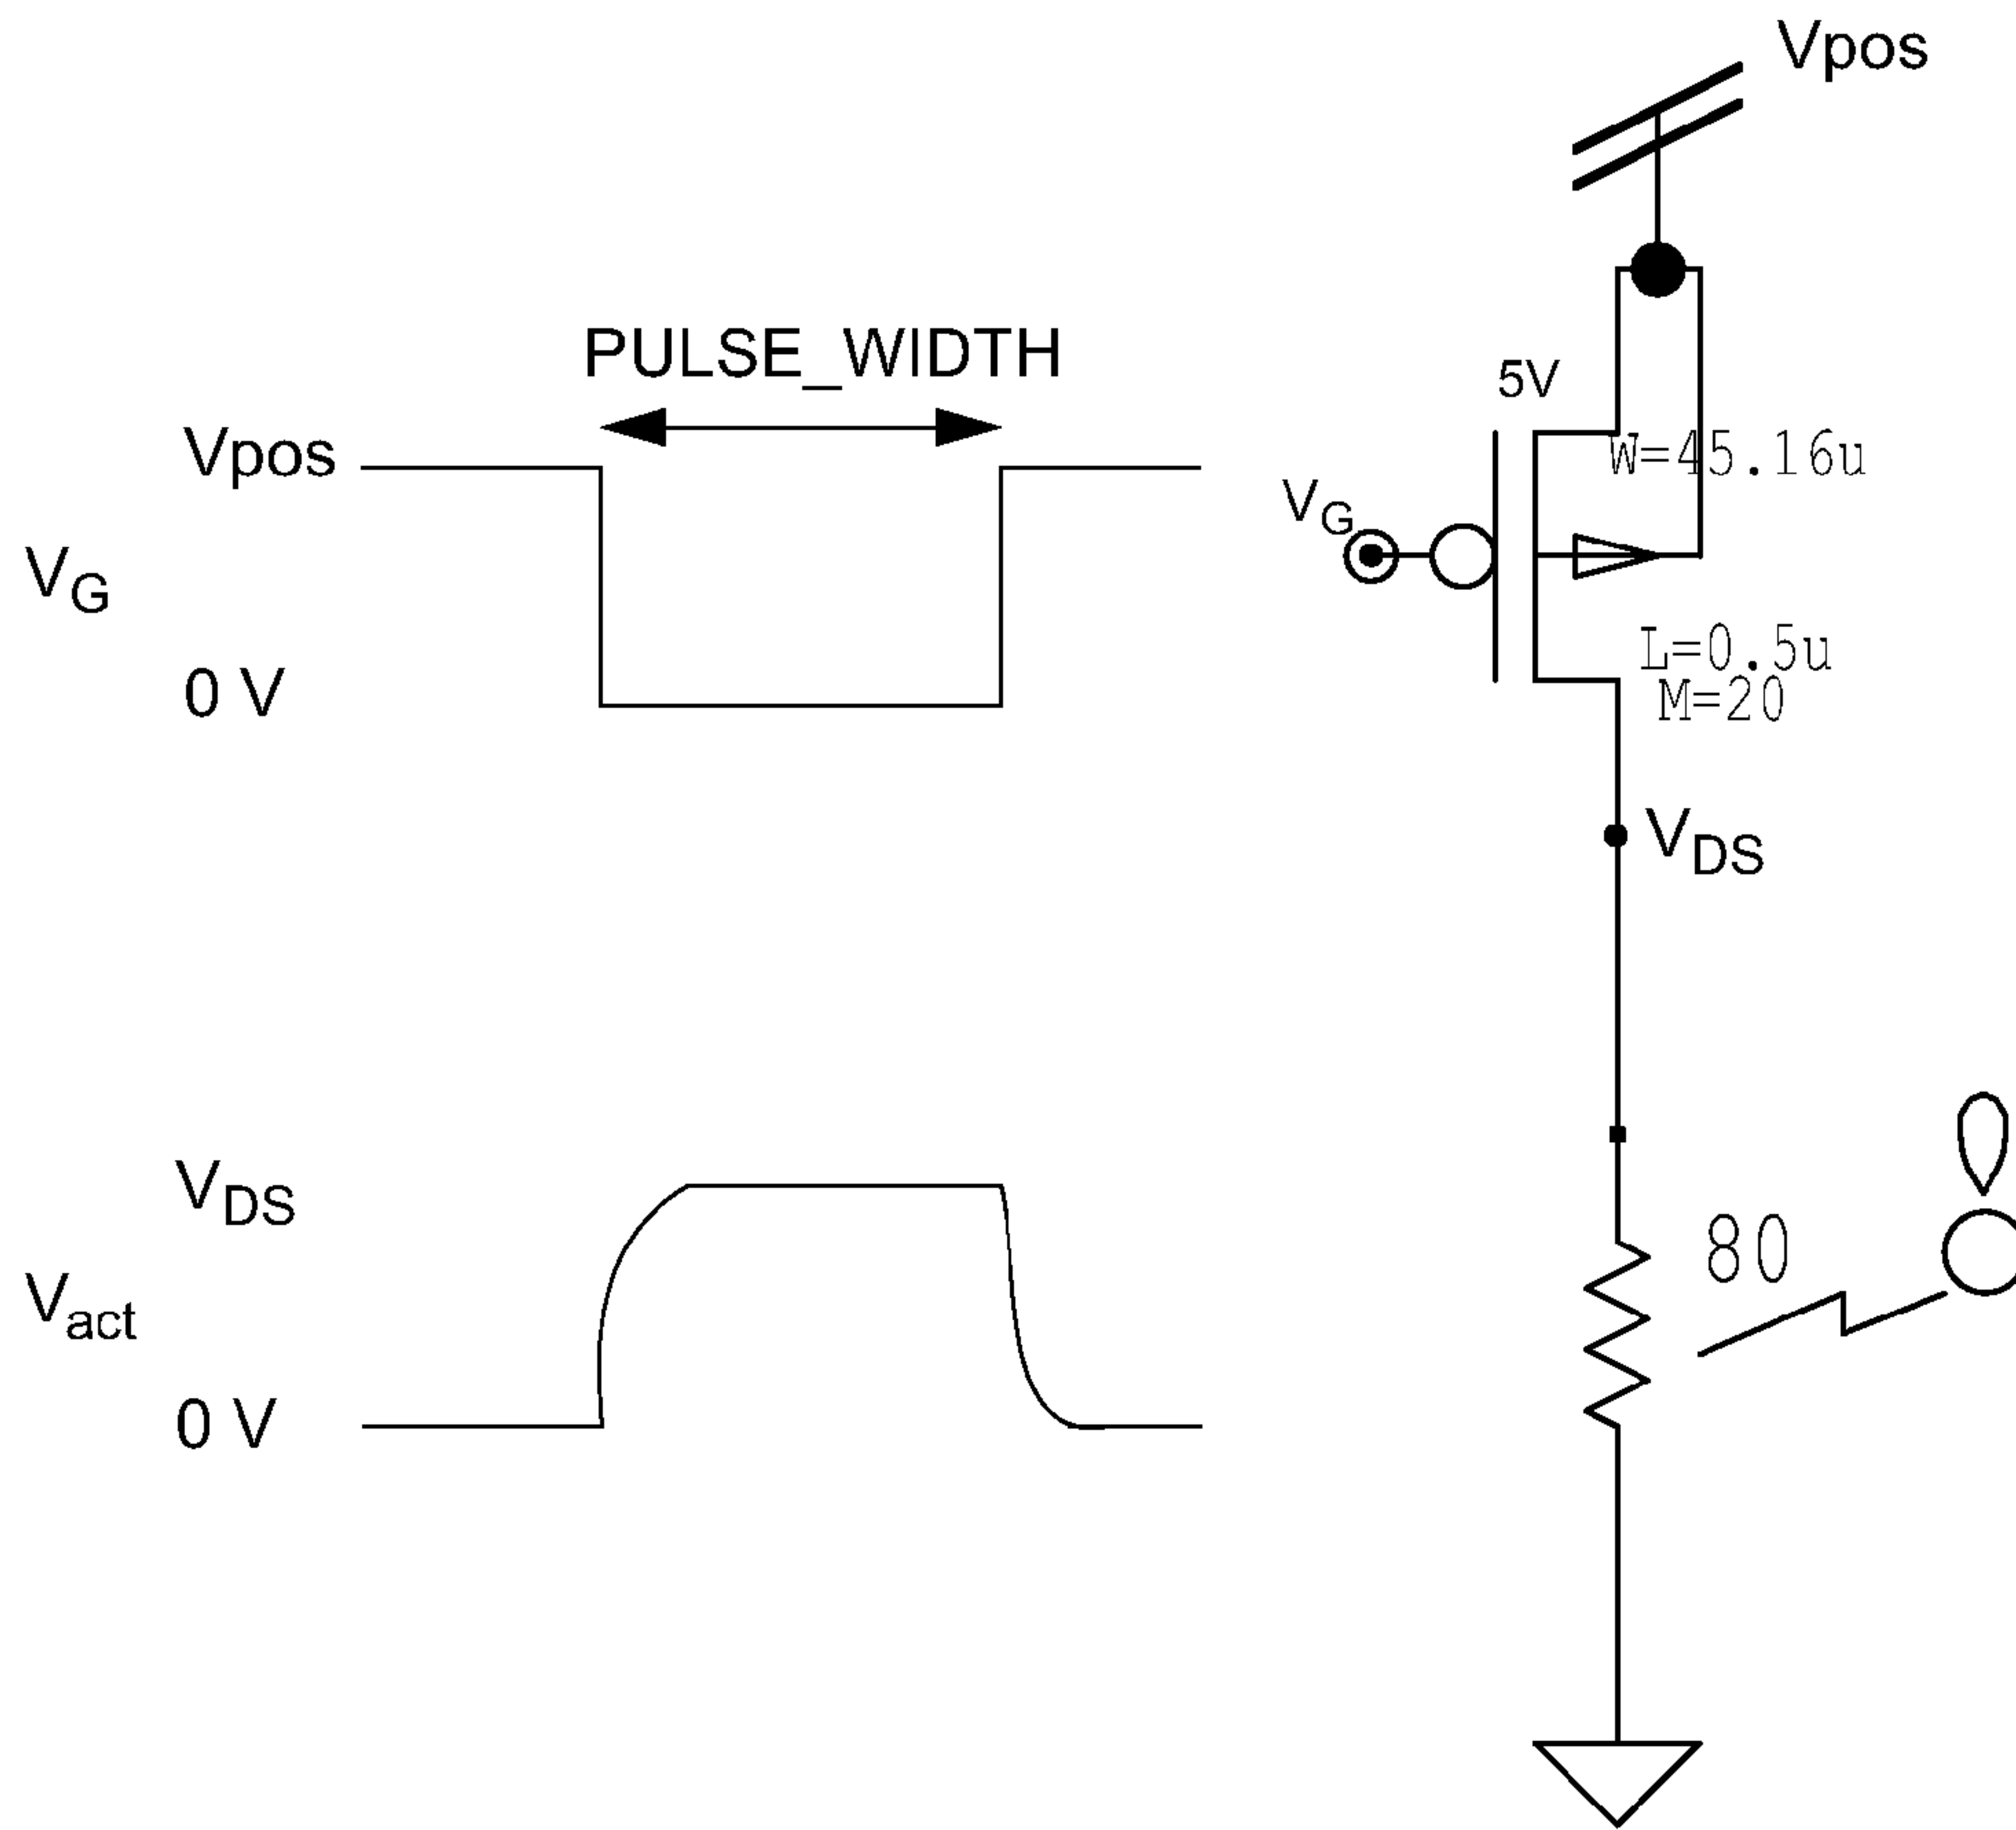 Vpos
PULSE_WIDTH
5V
Vpos
W=45.16u
VG
VG
L=0.5u
0 V
M=20
VDS
VDS
80
Vact
0 V